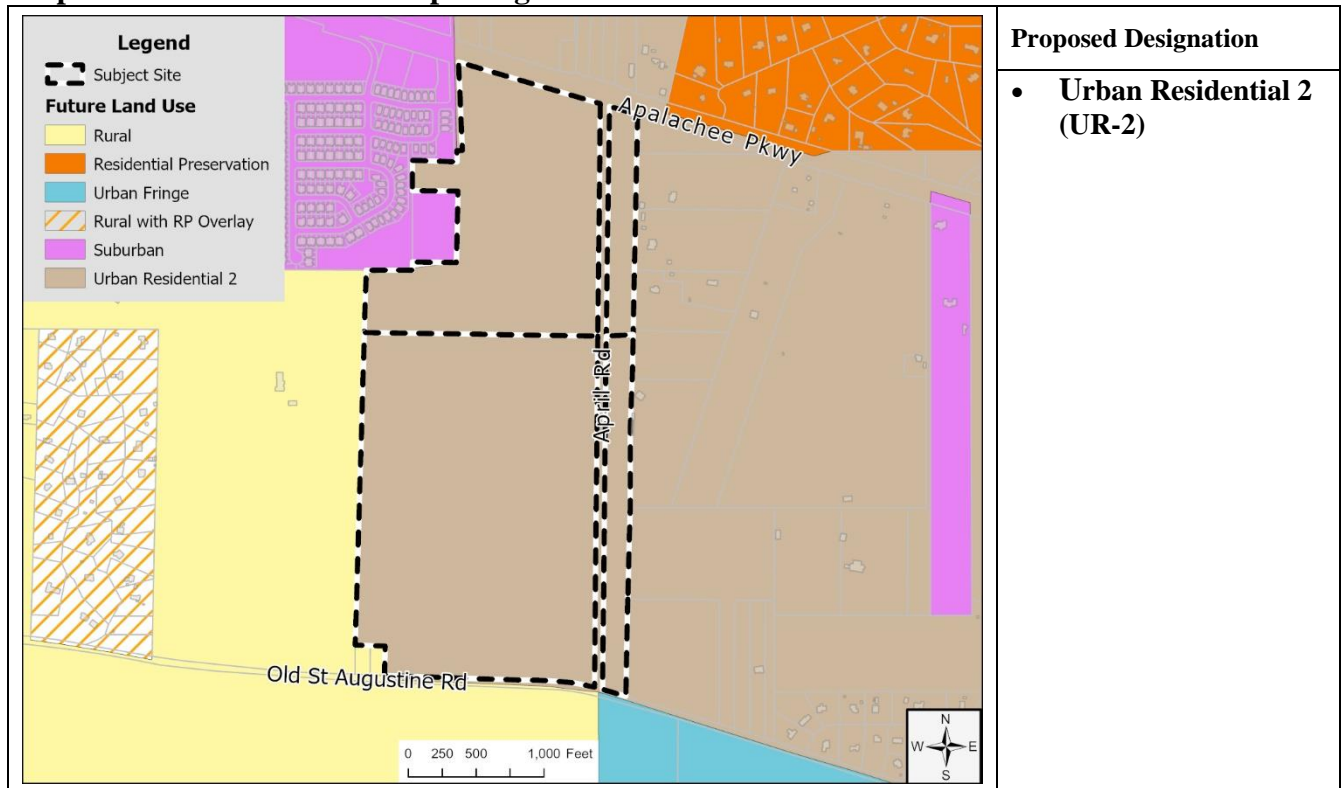 Legend
Subject Site
Future Land Use
Rural
Residential Preservation
Urban Fringe
Rural with RP Overlay
Suburban
Urban Residential 2
Apalachee Pkwy
April Rd
Old St Augustine Rd
0 250 500 1,000 Feet
N
W E
S
Proposed Designation
• Urban Residential 2
(UR-2)